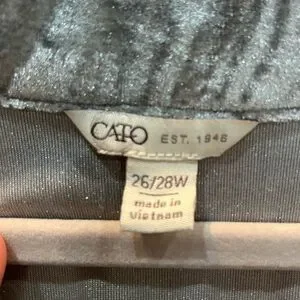 CATO EST. 1946
26/28W
made in
vietnam